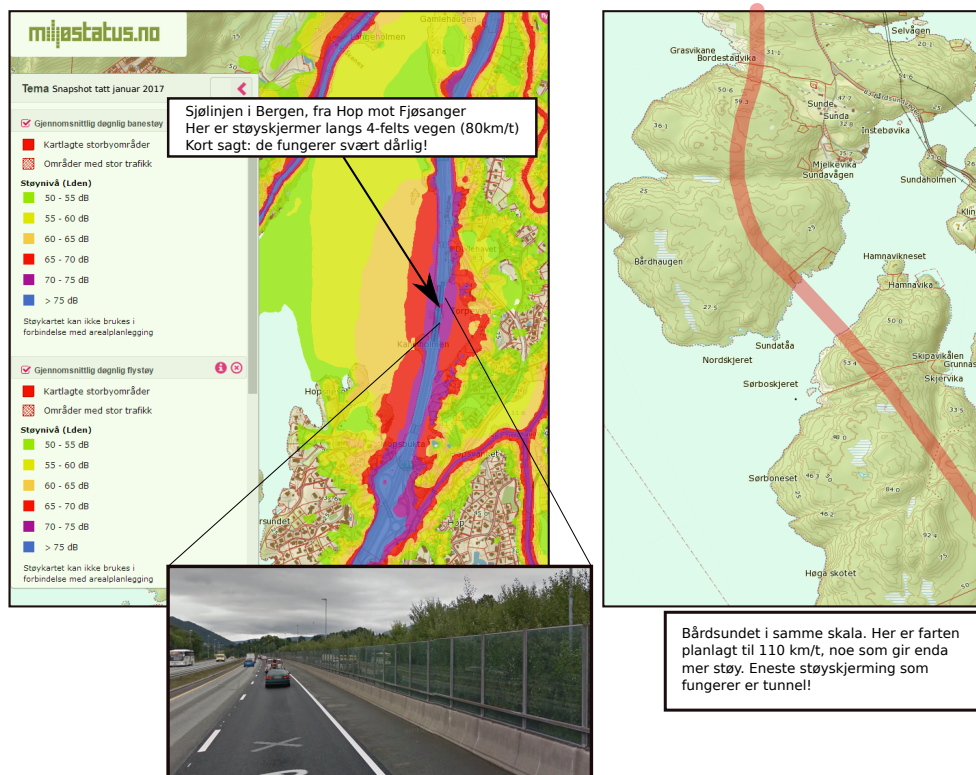 miljøstatus.no
Tema Snapshot tatt januar 2017
Gjennomsnittlig døgnlig banestøy
Kartlagte storbyområder
Områder med stor trafikk
Støynivå (Lden)
50 - 55 dB
55 - 60 dB
60 - 65 dB
65 - 70 dB
70 - 75 dB
> 75 dB
Støykartet kan ikke brukes i
forbindelse med arealplanlegging
Gjennomsnittlig døgnlig flystøy
Kartlagte storbyområder
Områder med stor trafikk
Støynivå (Lden)
50 - 55 dB
55 - 60 dB
60 - 65 dB
65 - 70 dB
70 - 75 dB
> 75 dB
Støykartet kan ikke brukes i
forbindelse med arealplanlegging
Sjølinjen i Bergen, fra Hop mot Fjøsanger
Her er støyskjermer langs 4-felts vegen (80km/t)
Kort sagt: de fungerer svært dårlig!
Gamlehaugen
Hop
Hop
Selvågen
Grasvikane
Bordestadvika
Sunde
Sunda
Instebøvika
Mjelkevika
Sundavågen
Sundaholmen
Bårdhaugen
Hamnavikneset
Hamnavika
Sundatåa
Nordskjeret
Sørboskjeret
Skipavikålen
Skjervika
Sørboneset
Høga skotet
Bårdsundet i samme skala. Her er farten
planlagt til 110 km/t, noe som gir enda
mer støy. Eneste støyskjerming som
fungerer er tunnel!